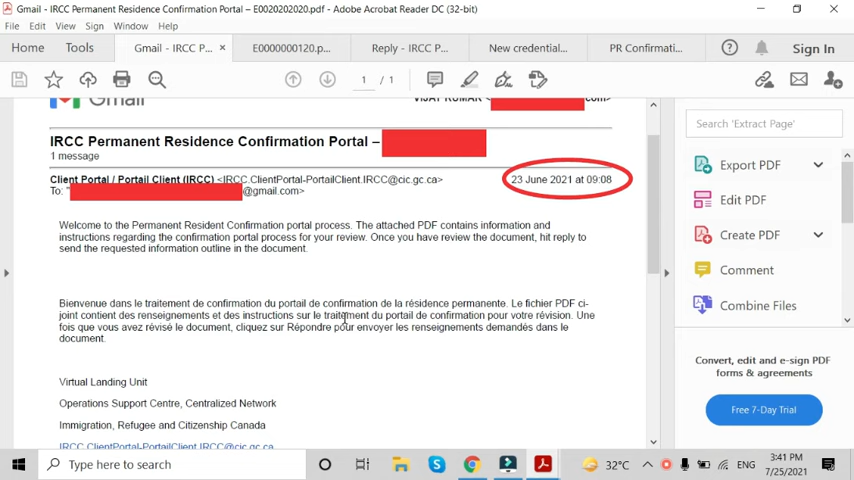 Gmail - IRCC Permanent Residence Confirmation Portal – E0020202020.pdf - Adobe Acrobat Reader DC (32-bit)
File Edit View Sign Window Help
Home Tools Gmail - IRCC P... × E0000000120.p... Reply - IRCC P... New credential... PR Confirmati... Sign In
1 / 1
Gmail VIJAY KUMAR < com>
IRCC Permanent Residence Confirmation Portal –
1 message
Client Portal / Portail Client (IRCC) <IRCC.ClientPortal-PortailClient.IRCC@cic.gc.ca> 23 June 2021 at 09:08
To: " @gmail.com>
Welcome to the Permanent Resident Confirmation portal process. The attached PDF contains information and
instructions regarding the confirmation portal process for your review. Once you have review the document, hit reply to
send the requested information outline in the document.
Bienvenue dans le traitement de confirmation du portail de confirmation de la résidence permanente. Le fichier PDF ci-
joint contient des renseignements et des instructions sur le traitement du portail de confirmation pour votre révision. Une
fois que vous avez révisé le document, cliquez sur Répondre pour envoyer les renseignements demandés dans le
document.
Virtual Landing Unit
Operations Support Centre, Centralized Network
Immigration, Refugee and Citizenship Canada
IRCC.ClientPortal-PortailClient.IRCC@cic.gc.ca
Search 'Extract Page'
Export PDF
Edit PDF
Create PDF
Comment
Combine Files
Convert, edit and e-sign PDF
forms & agreements
Free 7-Day Trial
Type here to search
32°C ENG 3:41 PM
7/25/2021